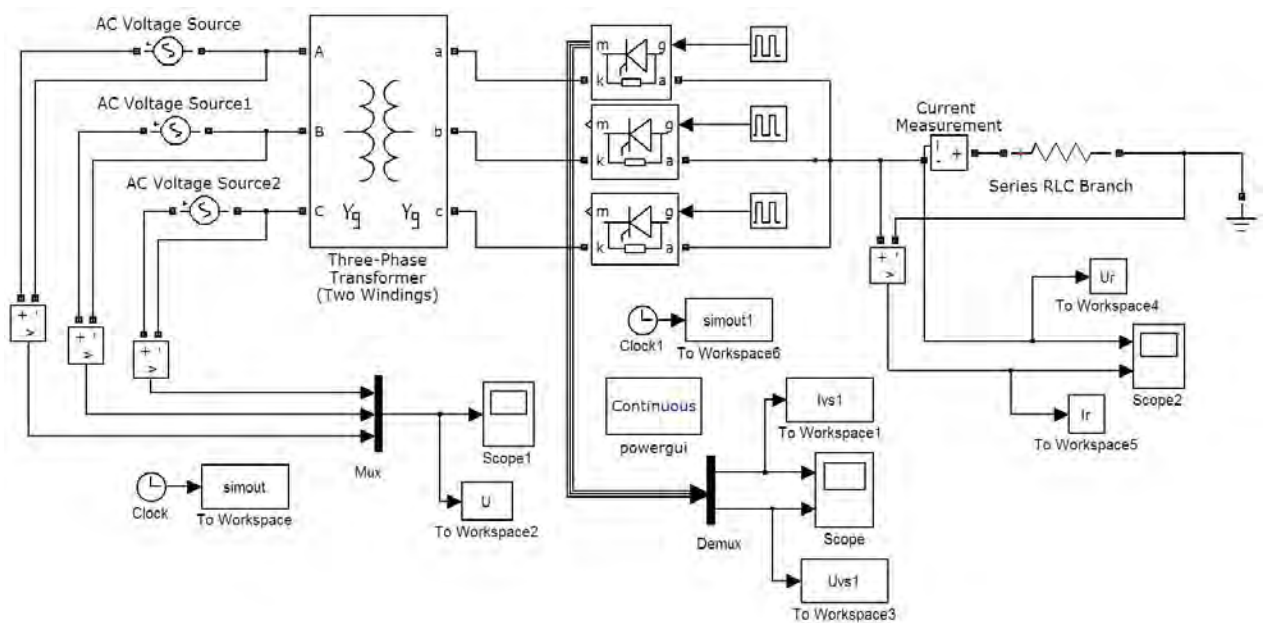 AC Voltage Source
AC Voltage Source1
AC Voltage Source2
A
B
C
a
b
c
Yg
Yg
Three-Phase
Transformer
(Two Windings)
m
g
k
a
m
g
k
a
m
g
k
a
Current
Measurement
i
+
-
Series RLC Branch
+
+
-
v
+
-
v
+
-
v
+
-
v
Clock1
simout1
To Workspace6
Continuous
powergui
Ur
To Workspace4
Scope2
Ir
To Workspace5
Ivs1
To Workspace1
Scope
Demux
Uvs1
To Workspace3
Mux
Scope1
U
To Workspace2
Clock
simout
To Workspace